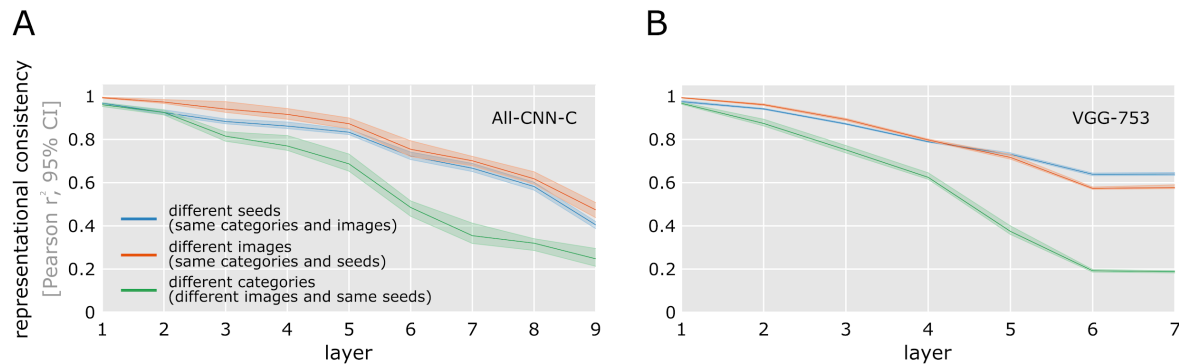 A
B
representational consistency
[Pearson r², 95% CI]
1
0.8
0.6
0.4
0.2
0
All-CNN-C
different seeds
(same categories and images)
different images
(same categories and seeds)
different categories
(different images and same seeds)
1 2 3 4 5 6 7 8 9
layer
1
0.8
0.6
0.4
0.2
0
VGG-753
1 2 3 4 5 6 7
layer